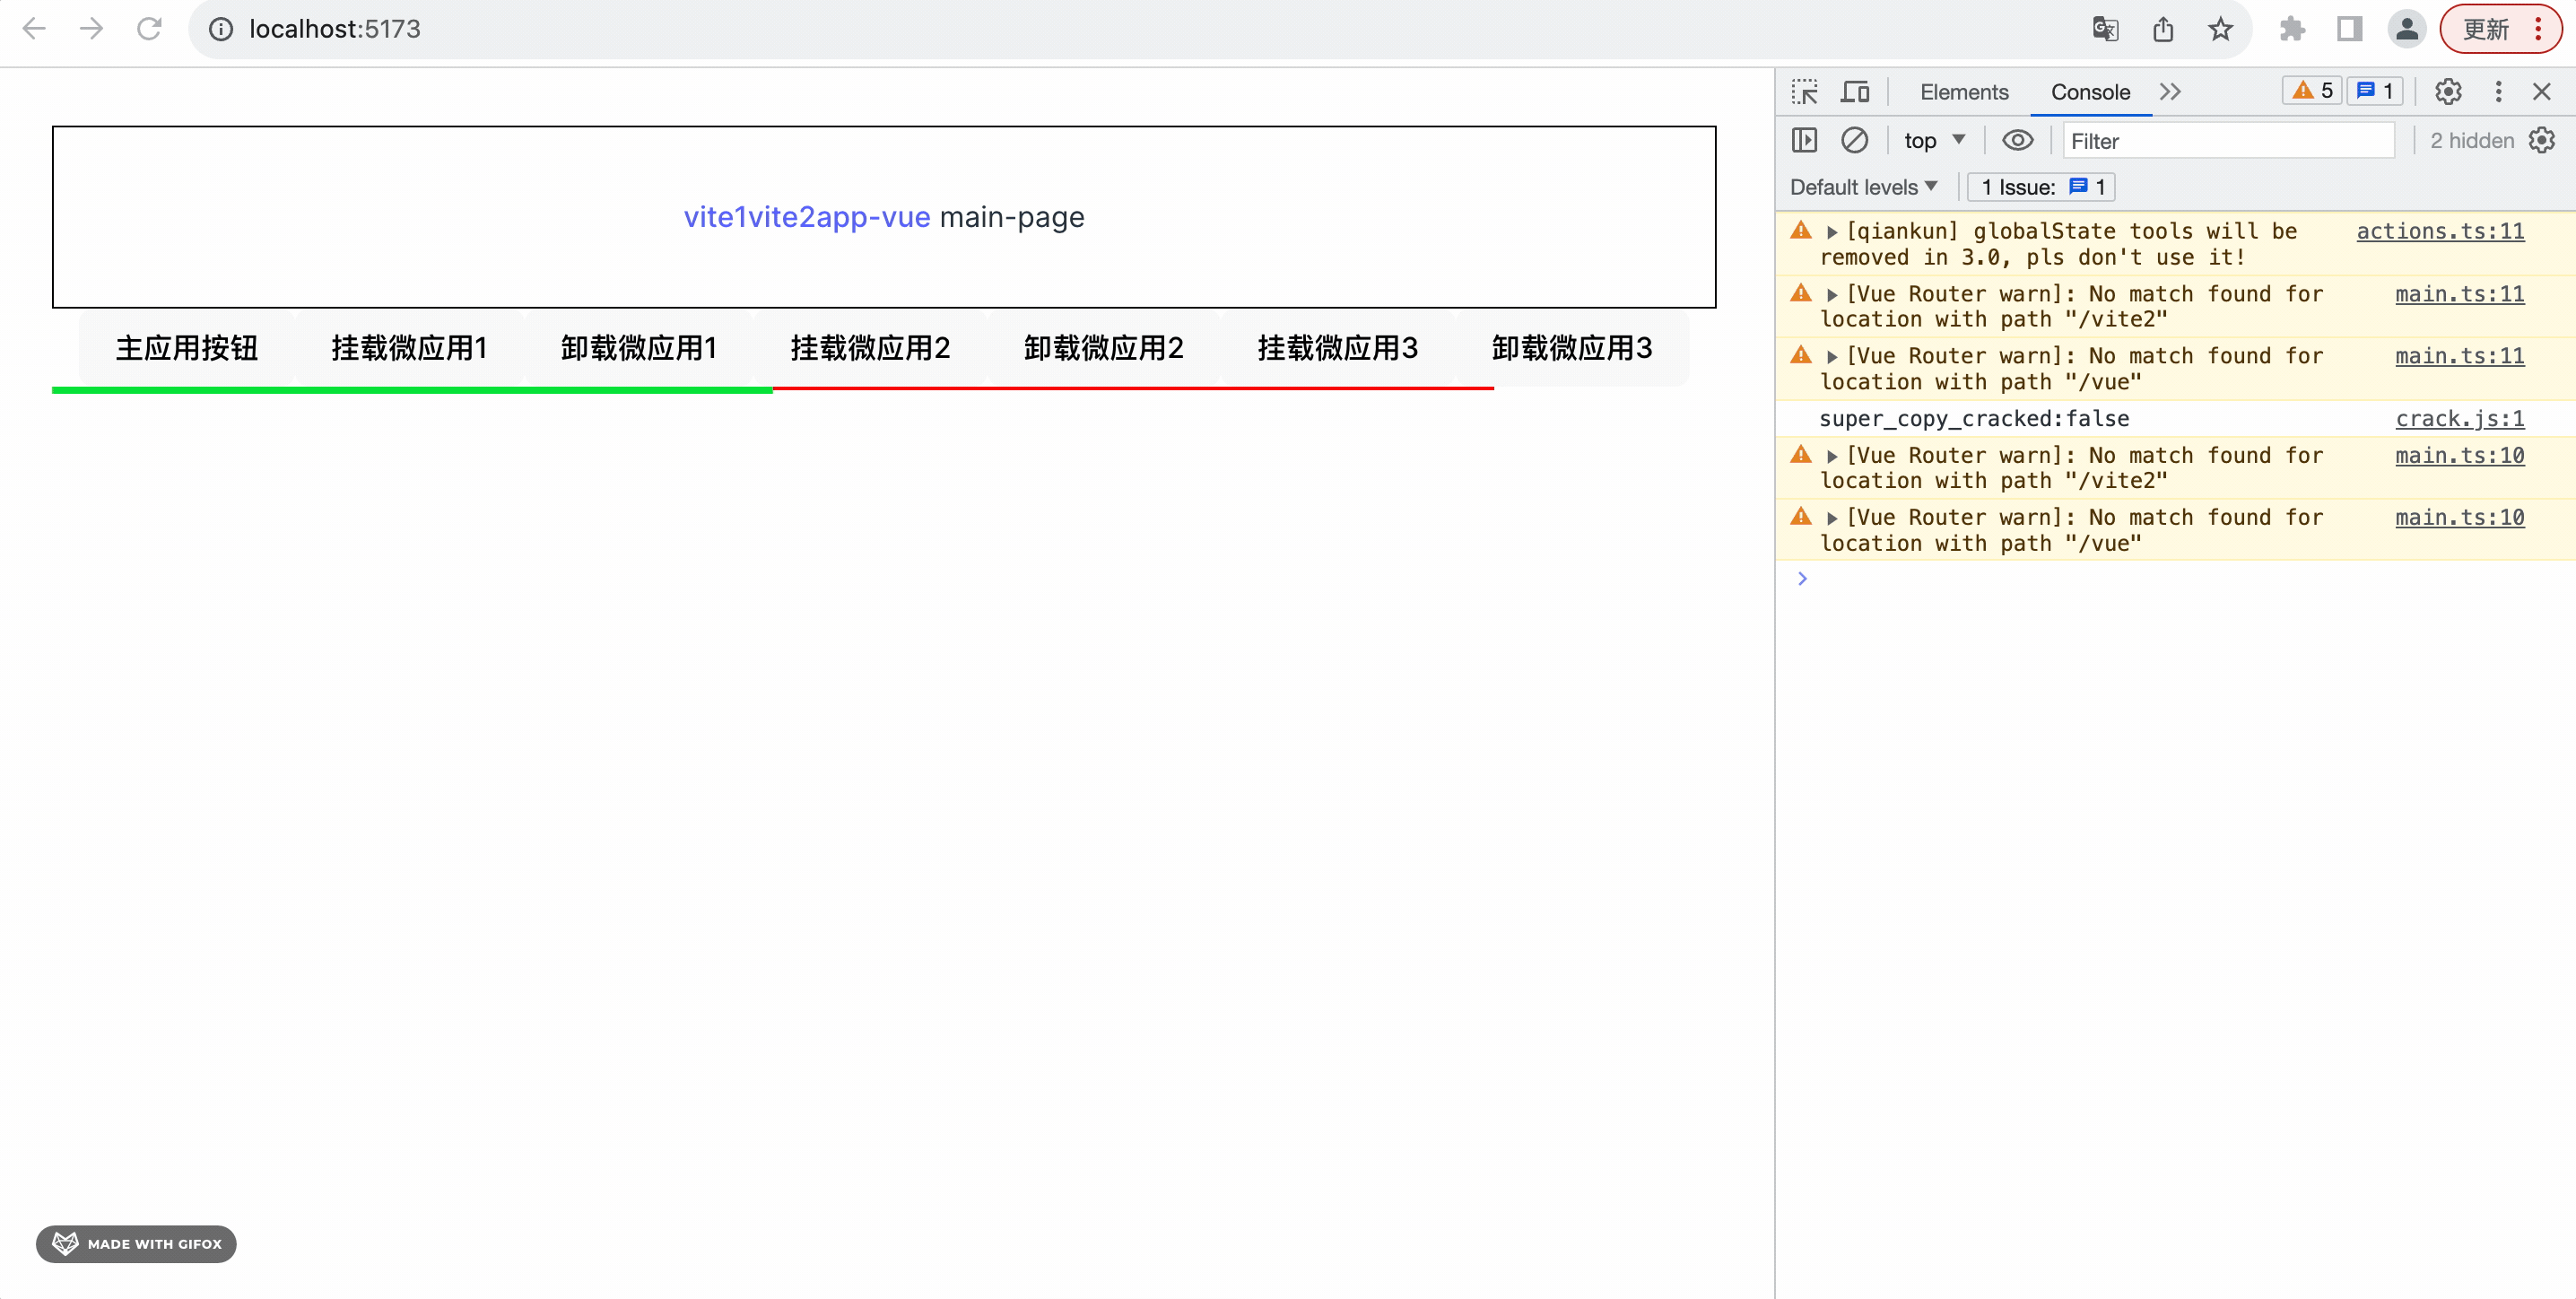 localhost:5173
更新
vite1vite2app-vue main-page
主应用按钮 挂载微应用1 卸载微应用1 挂载微应用2 卸载微应用2 挂载微应用3 卸载微应用3
MADE WITH GIFOX
Elements Console 5 1
top Filter 2 hidden
Default levels 1 Issue: 1
[qiankun] globalState tools will be actions.ts:11
removed in 3.0, pls don't use it!
[Vue Router warn]: No match found for main.ts:11
location with path "/vite2"
[Vue Router warn]: No match found for main.ts:11
location with path "/vue"
super_copy_cracked:false crack.js:1
[Vue Router warn]: No match found for main.ts:10
location with path "/vite2"
[Vue Router warn]: No match found for main.ts:10
location with path "/vue"